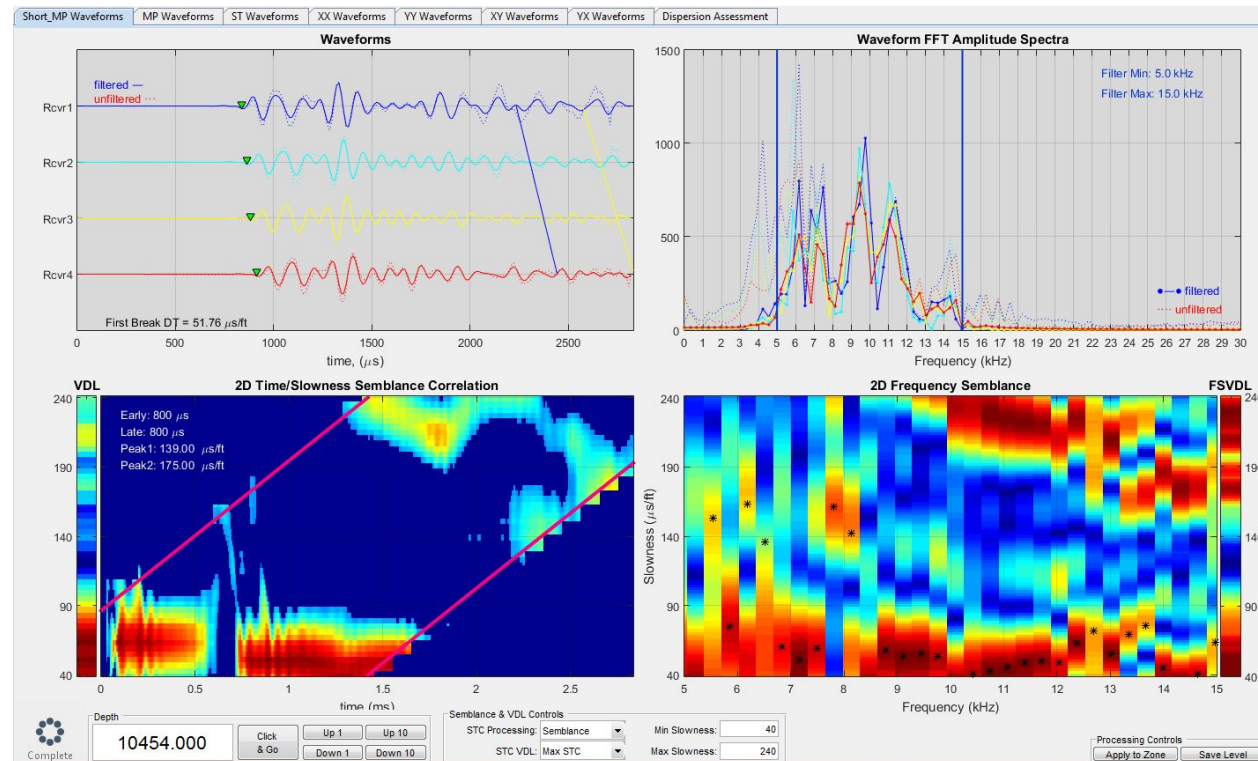 Short_MP Waveforms MP Waveforms ST Waveforms XX Waveforms YY Waveforms XY Waveforms YX Waveforms Dispersion Assessment
Waveforms
filtered —
unfiltered ···
Rcvr1
Rcvr2
Rcvr3
Rcvr4
First Break DT = 51.76 μs/ft
0 500 1000 1500 2000 2500
time, (μs)
Waveform FFT Amplitude Spectra
1500
1000
500
0
Filter Min: 5.0 kHz
Filter Max: 15.0 kHz
filtered
unfiltered
0 1 2 3 4 5 6 7 8 9 10 11 12 13 14 15 16 17 18 19 20 21 22 23 24 25 26 27 28 29 30
Frequency (kHz)
VDL
2D Time/Slowness Semblance Correlation
240
190
140
90
40
Early: 800 μs
Late: 800 μs
Peak1: 139.00 μs/ft
Peak2: 175.00 μs/ft
0 0.5 1 1.5 2 2.5
time (ms)
2D Frequency Semblance
FSVDL
Slowness (μs/ft)
240
190
140
90
40
5 6 7 8 9 10 11 12 13 14 15
Frequency (kHz)
240
190
140
90
40
Complete
Depth
10454.000
Click
& Go
Up 1
Up 10
Down 1
Down 10
Semblance & VDL Controls
STC Processing: Semblance
STC VDL: Max STC
Min Slowness: 40
Max Slowness: 240
Processing Controls
Apply to Zone
Save Level